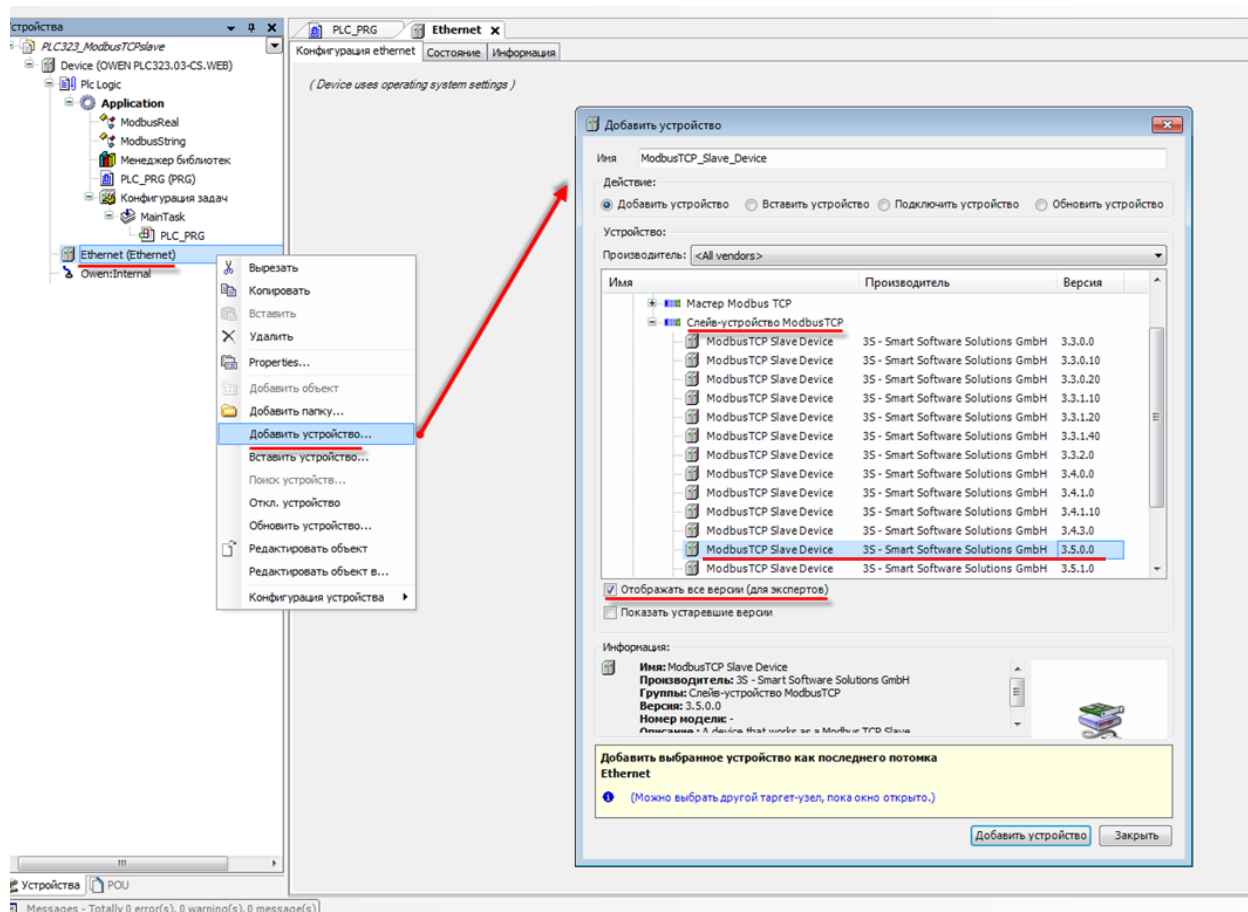 стройства
PLC323_ModbusTCPslave
Device (OWEN PLC323.03-CS.WEB)
Plc Logic
Application
ModbusReal
ModbusString
Менеджер библиотек
PLC_PRG (PRG)
Конфигурация задач
MainTask
PLC_PRG
Ethernet (Ethernet)
Owen:Internal
Вырезать
Копировать
Вставить
Удалить
Properties...
Добавить объект
Добавить папку...
Добавить устройство...
Вставить устройство...
Поиск устройств...
Откл. устройство
Обновить устройство...
Редактировать объект
Редактировать объект в...
Конфигурация устройства
Устройства POU
Messages - Totally 0 error(s), 0 warning(s), 0 message(s)
PLC_PRG Ethernet
Конфигурация ethernet Состояние Информация
( Device uses operating system settings )
Добавить устройство
Имя ModbusTCP_Slave_Device
Действие:
Добавить устройство Вставить устройство Подключить устройство Обновить устройство
Устройство:
Производитель: <All vendors>
Имя Производитель Версия
Мастер Modbus TCP
Слейв-устройство ModbusTCP
ModbusTCP Slave Device 3S - Smart Software Solutions GmbH 3.3.0.0
ModbusTCP Slave Device 3S - Smart Software Solutions GmbH 3.3.0.10
ModbusTCP Slave Device 3S - Smart Software Solutions GmbH 3.3.0.20
ModbusTCP Slave Device 3S - Smart Software Solutions GmbH 3.3.1.10
ModbusTCP Slave Device 3S - Smart Software Solutions GmbH 3.3.1.20
ModbusTCP Slave Device 3S - Smart Software Solutions GmbH 3.3.1.40
ModbusTCP Slave Device 3S - Smart Software Solutions GmbH 3.3.2.0
ModbusTCP Slave Device 3S - Smart Software Solutions GmbH 3.4.0.0
ModbusTCP Slave Device 3S - Smart Software Solutions GmbH 3.4.1.0
ModbusTCP Slave Device 3S - Smart Software Solutions GmbH 3.4.1.10
ModbusTCP Slave Device 3S - Smart Software Solutions GmbH 3.4.3.0
ModbusTCP Slave Device 3S - Smart Software Solutions GmbH 3.5.0.0
ModbusTCP Slave Device 3S - Smart Software Solutions GmbH 3.5.1.0
Отображать все версии (для экспертов)
Показать устаревшие версии
Информация:
Имя: ModbusTCP Slave Device
Производитель: 3S - Smart Software Solutions GmbH
Группы: Слейв-устройство ModbusTCP
Версия: 3.5.0.0
Номер модели: -
Описание : A device that works as a Modbus TCP Slave
Добавить выбранное устройство как последнего потомка
Ethernet
(Можно выбрать другой таргет-узел, пока окно открыто.)
Добавить устройство Закрыть